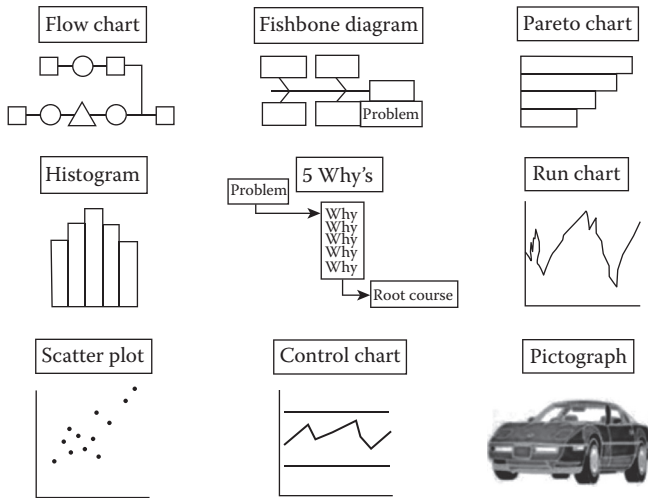 Flow chart
Fishbone diagram
Pareto chart
Problem
Histogram
5 Why's
Run chart
Problem
Why
Why
Why
Why
Why
Root course
Scatter plot
Control chart
Pictograph